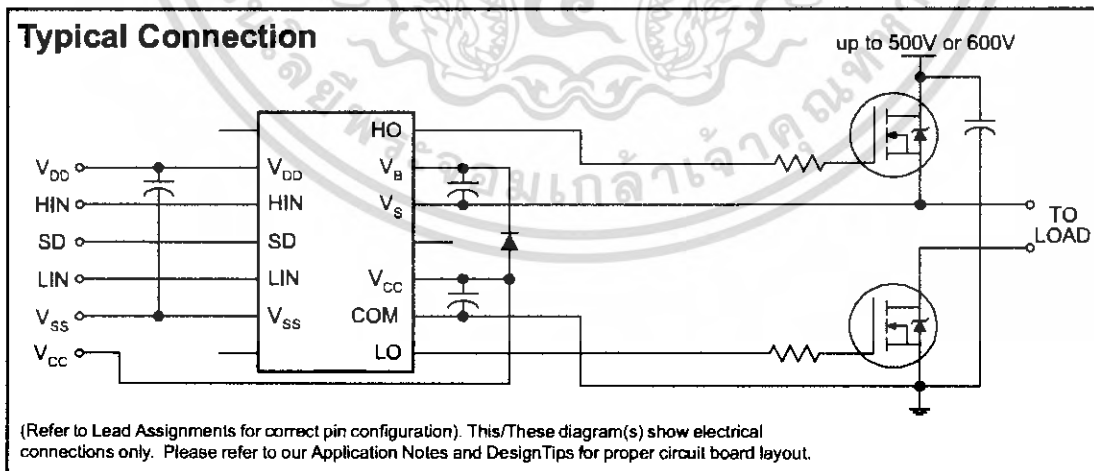 Typical Connection
up to 500V or 600V
HO
V_DD
V_DD
V_B
HIN
HIN
V_S
TO
LOAD
SD
SD
LIN
LIN
V_CC
V_SS
V_SS
COM
V_CC
LO
(Refer to Lead Assignments for correct pin configuration). This/These diagram(s) show electrical
connections only. Please refer to our Application Notes and DesignTips for proper circuit board layout.